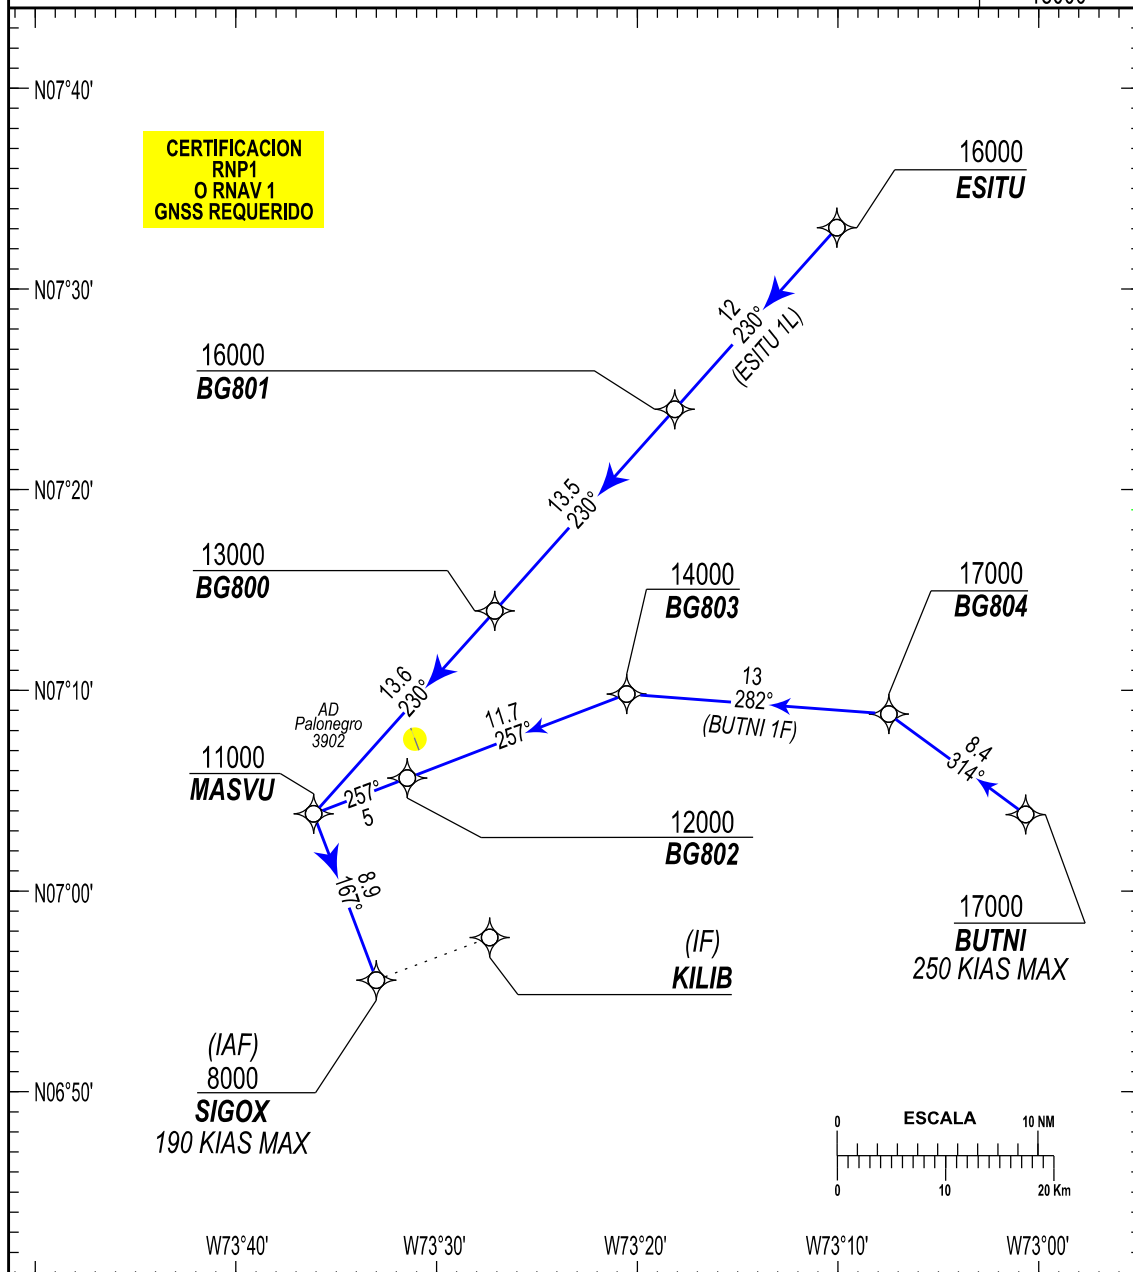 N07°40'
CERTIFICACION
RNP1
O RNAV 1
GNSS REQUERIDO
16000
ESITU
N07°30'
12
230°
(ESITU 1L)
16000
BG801
N07°20'
13.5
230°
13000
BG800
14000
BG803
17000
BG804
N07°10'
13.6
230°
AD
Palonegro
3902
11.7
257°
13
282°
(BUTNI 1F)
8.4
314°
11000
MASVU
257°
5
12000
BG802
N07°00'
8.9
167°
17000
BUTNI
250 KIAS MAX
(IF)
KILIB
(IAF)
8000
SIGOX
190 KIAS MAX
N06°50'
0
ESCALA
10 NM
0
10
20 Km
W73°40'
W73°30'
W73°20'
W73°10'
W73°00'